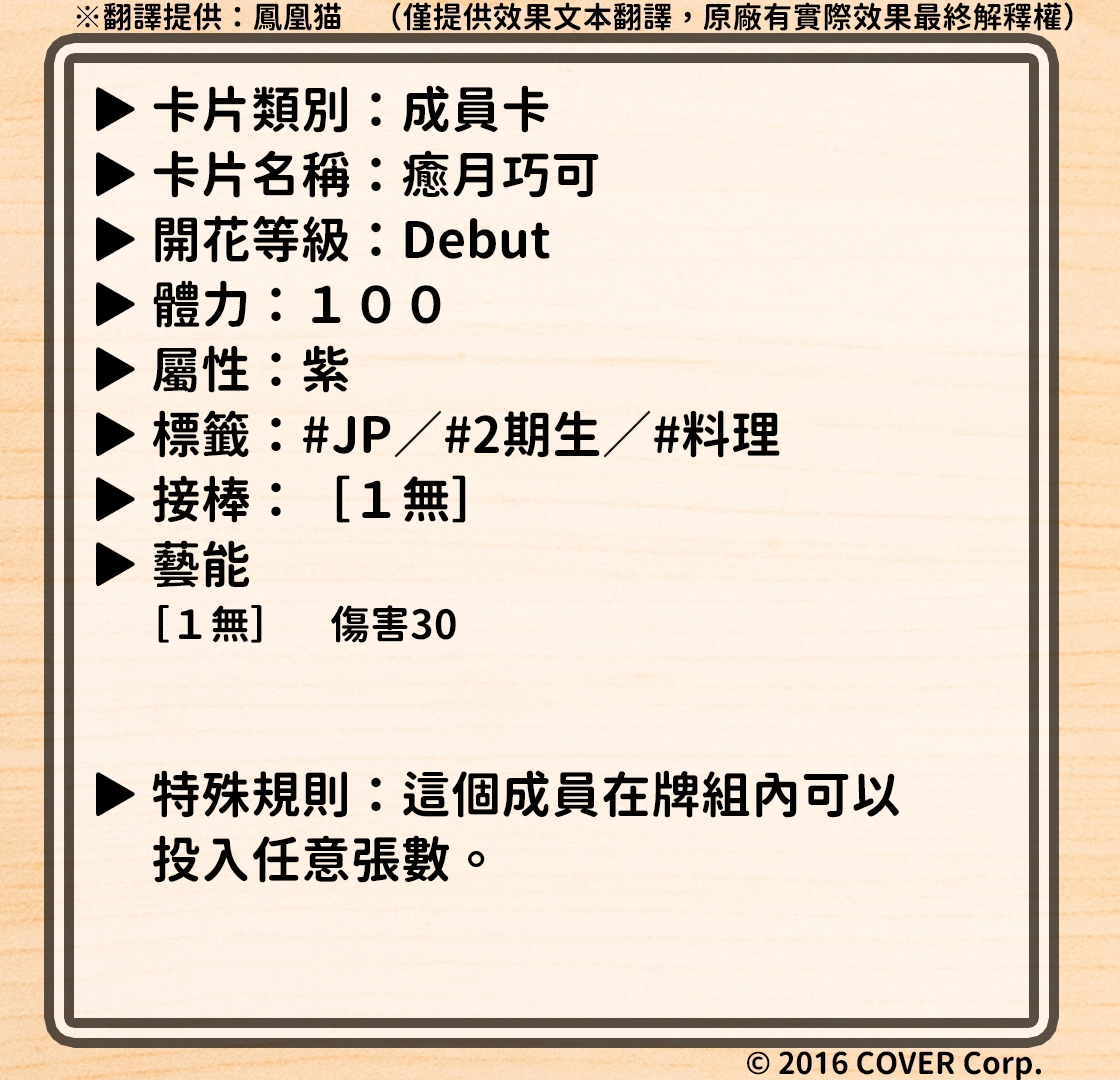 ※翻譯提供：鳳凰猫　（僅提供效果文本翻譯，原廠有實際效果最終解釋權）
▶ 卡片類別：成員卡
▶ 卡片名稱：癒月巧可
▶ 開花等級：Debut
▶ 體力：１００
▶ 屬性：紫
▶ 標籤：#JP／#2期生／#料理
▶ 接棒：［１無］
▶ 藝能
［１無］　傷害30
▶ 特殊規則：這個成員在牌組內可以
投入任意張數。
© 2016 COVER Corp.